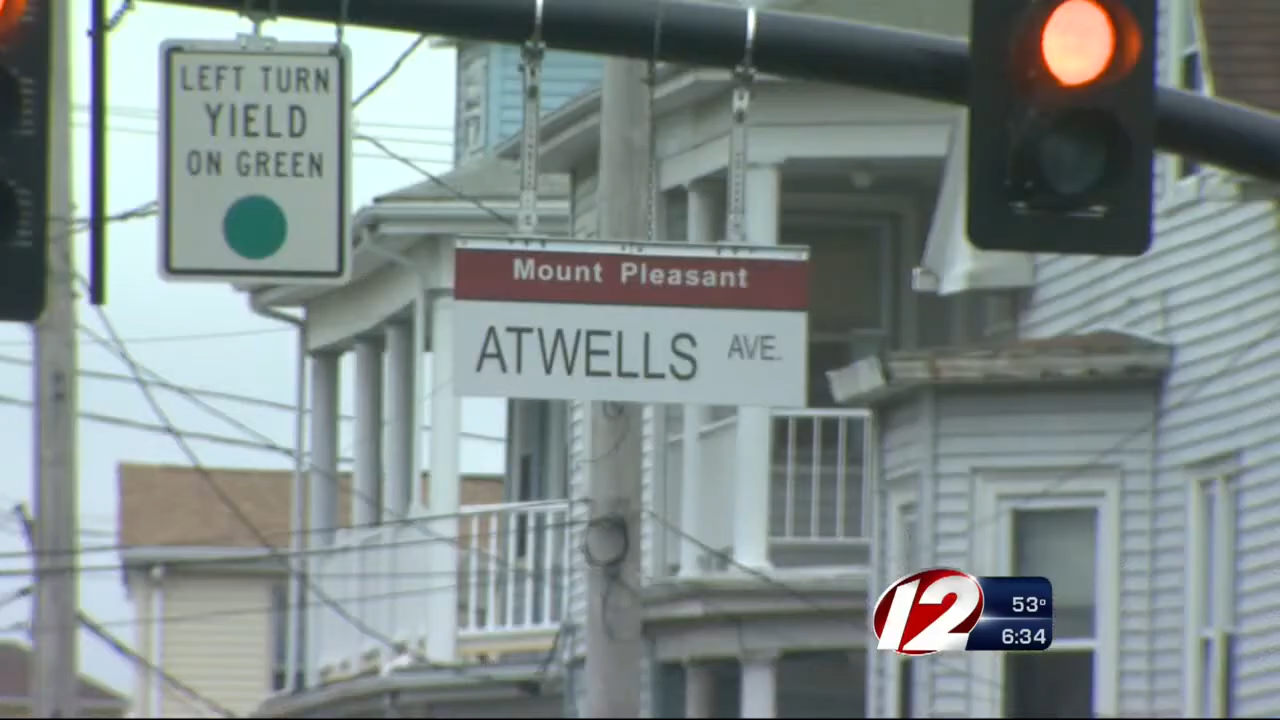 LEFT TURN
YIELD
ON GREEN
Mount Pleasant
ATWELLS AVE.
12
53°
6:34